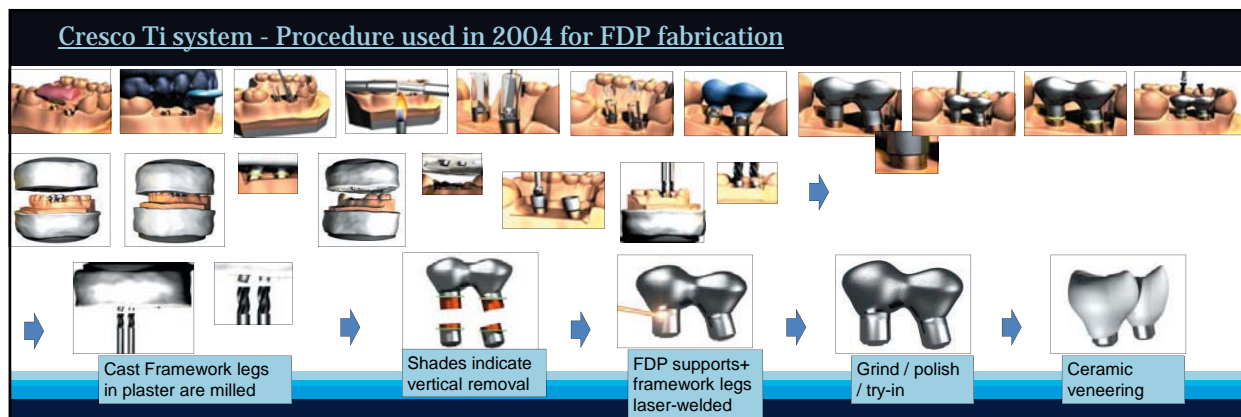 Cresco Ti system - Procedure used in 2004 for FDP fabrication
Cast Framework legs
in plaster are milled
Shades indicate
vertical removal
FDP supports+
framework legs
laser-welded
Grind / polish
/ try-in
Ceramic
veneering